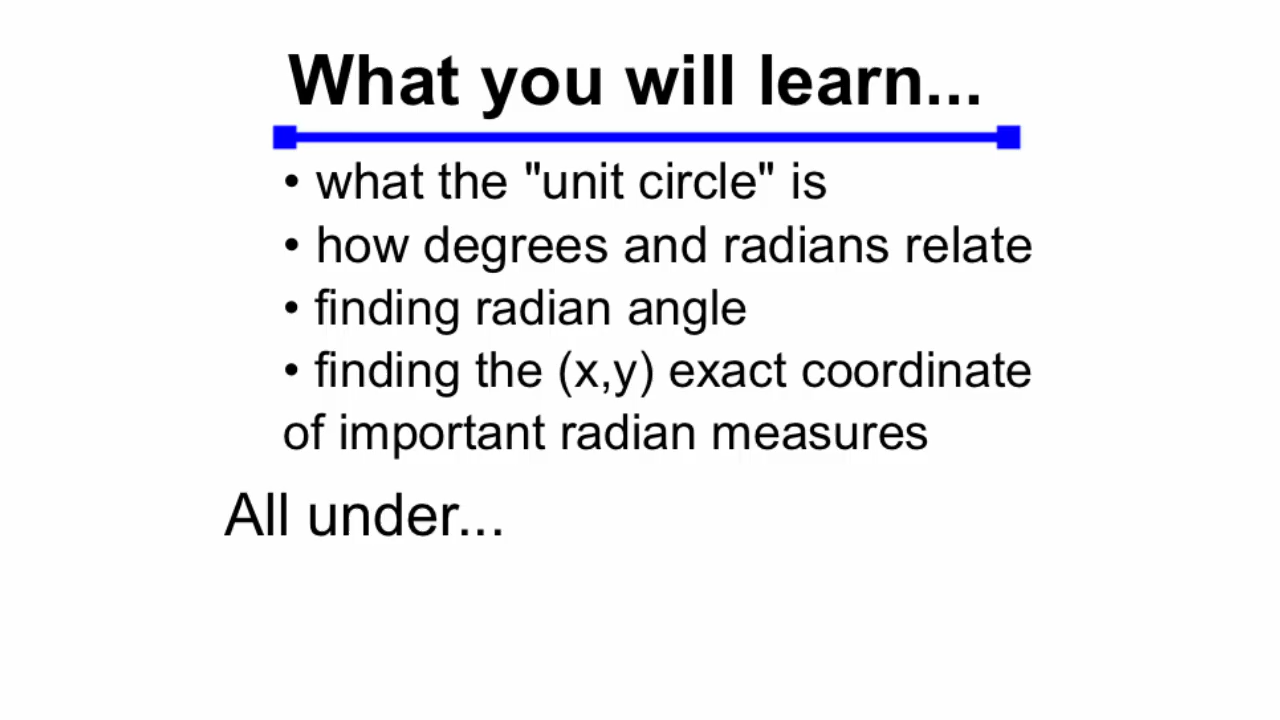 What you will learn...
• what the "unit circle" is
• how degrees and radians relate
• finding radian angle
• finding the (x,y) exact coordinate
of important radian measures
All under...